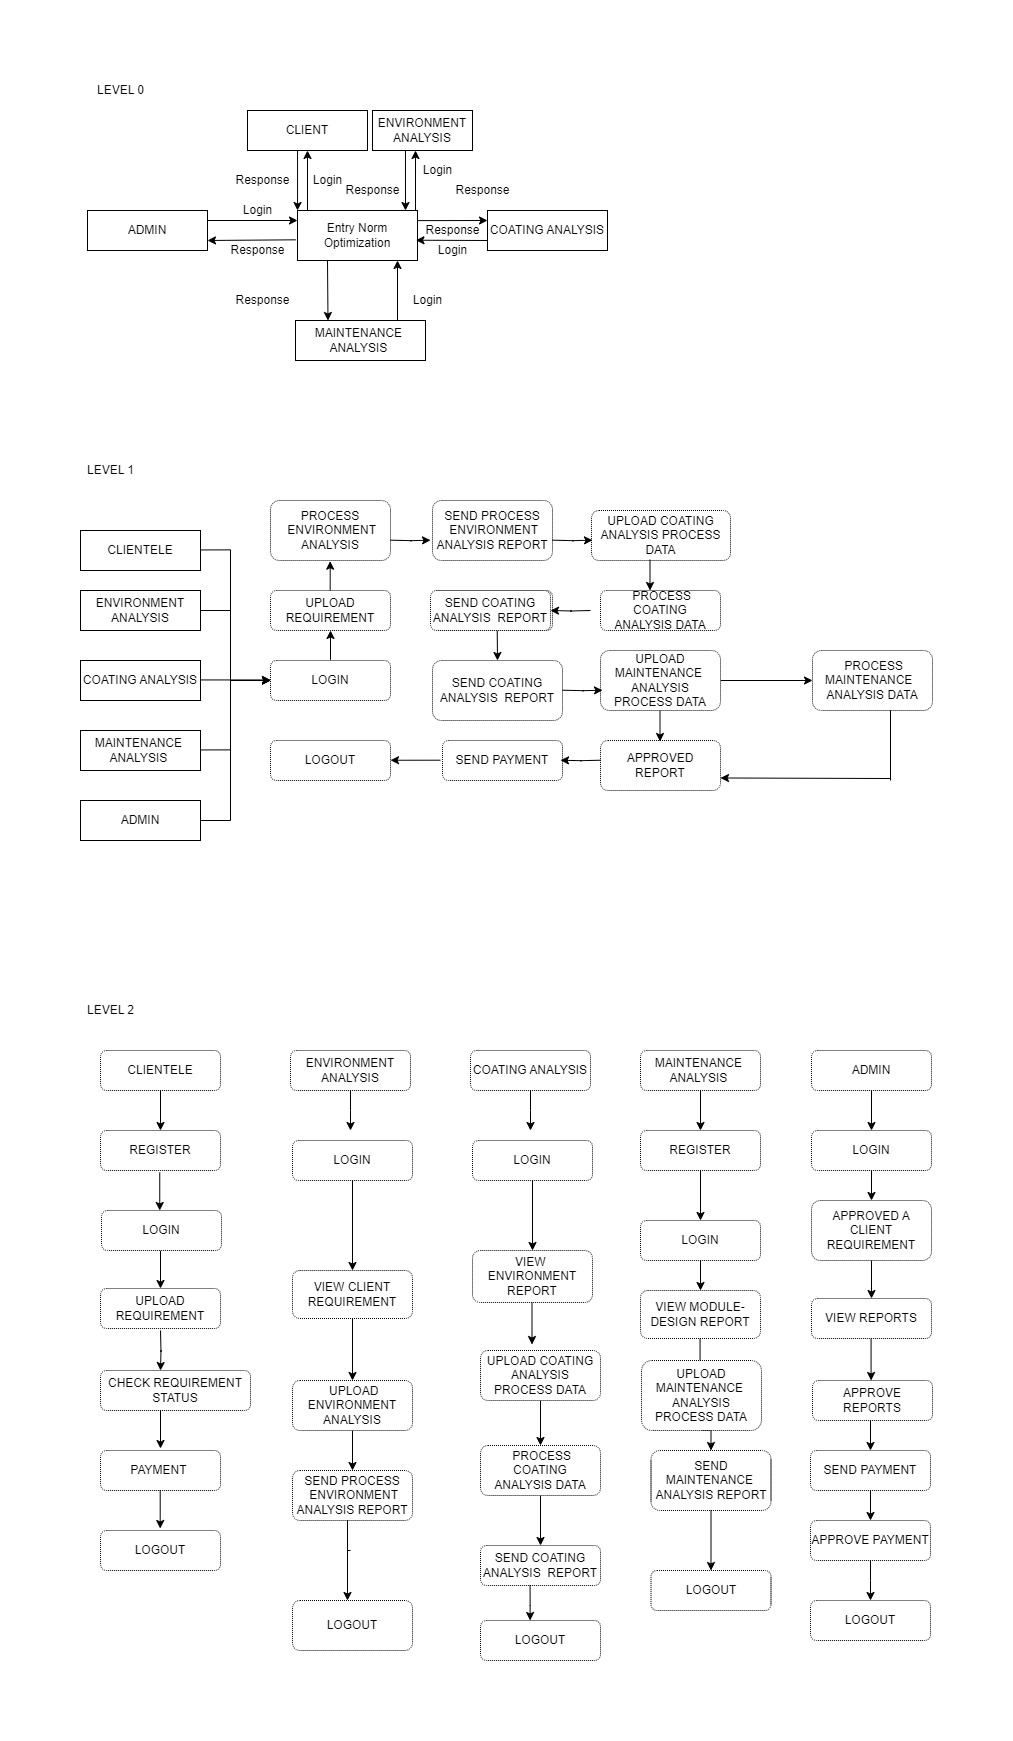 LEVEL 0
CLIENT
ENVIRONMENT
ANALYSIS
Response
Login
Response
Login
Response
ADMIN
Login
Response
Entry Norm
Optimization
Response
Login
COATING ANALYSIS
Response
Login
MAINTENANCE
ANALYSIS
LEVEL 1
CLIENTELE
ENVIRONMENT
ANALYSIS
COATING ANALYSIS
MAINTENANCE
ANALYSIS
ADMIN
PROCESS
ENVIRONMENT
ANALYSIS
SEND PROCESS
ENVIRONMENT
ANALYSIS REPORT
UPLOAD COATING
ANALYSIS PROCESS
DATA
UPLOAD
REQUIREMENT
SEND COATING
ANALYSIS REPORT
PROCESS
COATING
ANALYSIS DATA
LOGIN
SEND COATING
ANALYSIS REPORT
UPLOAD
MAINTENANCE
ANALYSIS
PROCESS DATA
PROCESS
MAINTENANCE
ANALYSIS DATA
LOGOUT
SEND PAYMENT
APPROVED
REPORT
LEVEL 2
CLIENTELE
REGISTER
LOGIN
UPLOAD
REQUIREMENT
CHECK REQUIREMENT
STATUS
PAYMENT
LOGOUT
ENVIRONMENT
ANALYSIS
LOGIN
VIEW CLIENT
REQUIREMENT
UPLOAD
ENVIRONMENT
ANALYSIS
SEND PROCESS
ENVIRONMENT
ANALYSIS REPORT
LOGOUT
COATING ANALYSIS
LOGIN
VIEW
ENVIRONMENT
REPORT
UPLOAD COATING
ANALYSIS
PROCESS DATA
PROCESS
COATING
ANALYSIS DATA
SEND COATING
ANALYSIS REPORT
LOGOUT
MAINTENANCE
ANALYSIS
REGISTER
LOGIN
VIEW MODULE-
DESIGN REPORT
UPLOAD
MAINTENANCE
ANALYSIS
PROCESS DATA
SEND
MAINTENANCE
ANALYSIS REPORT
LOGOUT
ADMIN
LOGIN
APPROVED A
CLIENT
REQUIREMENT
VIEW REPORTS
APPROVE
REPORTS
SEND PAYMENT
APPROVE PAYMENT
LOGOUT